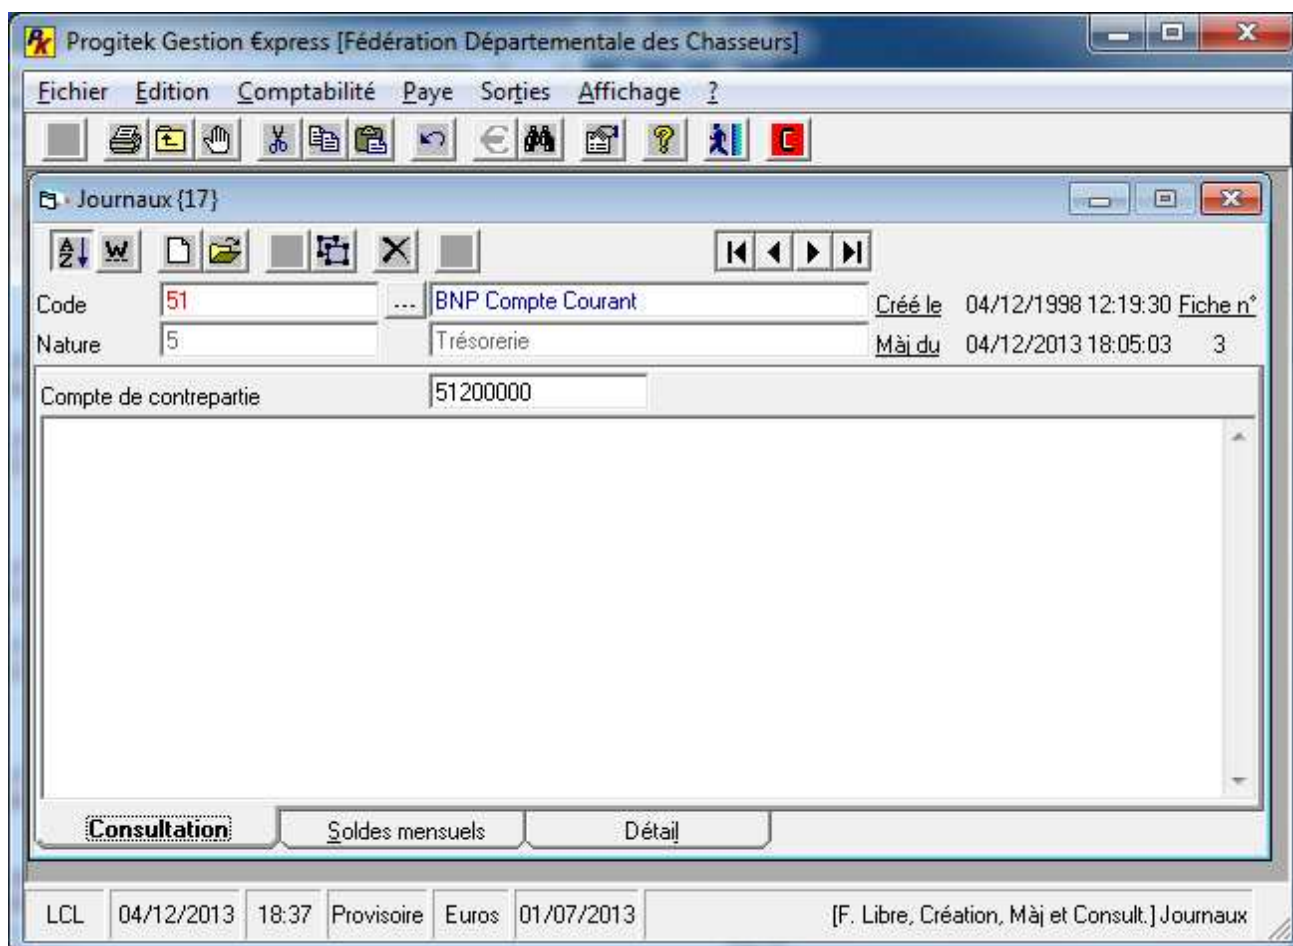 Progitek Gestion €xpress [Fédération Départementale des Chasseurs]
Fichier Edition Comptabilité Paye Sorties Affichage ?
Journaux {17}
Code 51 ... BNP Compte Courant Créé le 04/12/1998 12:19:30 Fiche n°
Nature 5 Trésorerie Màj du 04/12/2013 18:05:03 3
Compte de contrepartie 51200000
Consultation Soldes mensuels Détail
LCL 04/12/2013 18:37 Provisoire Euros 01/07/2013 [F. Libre, Création, Màj et Consult.] Journaux